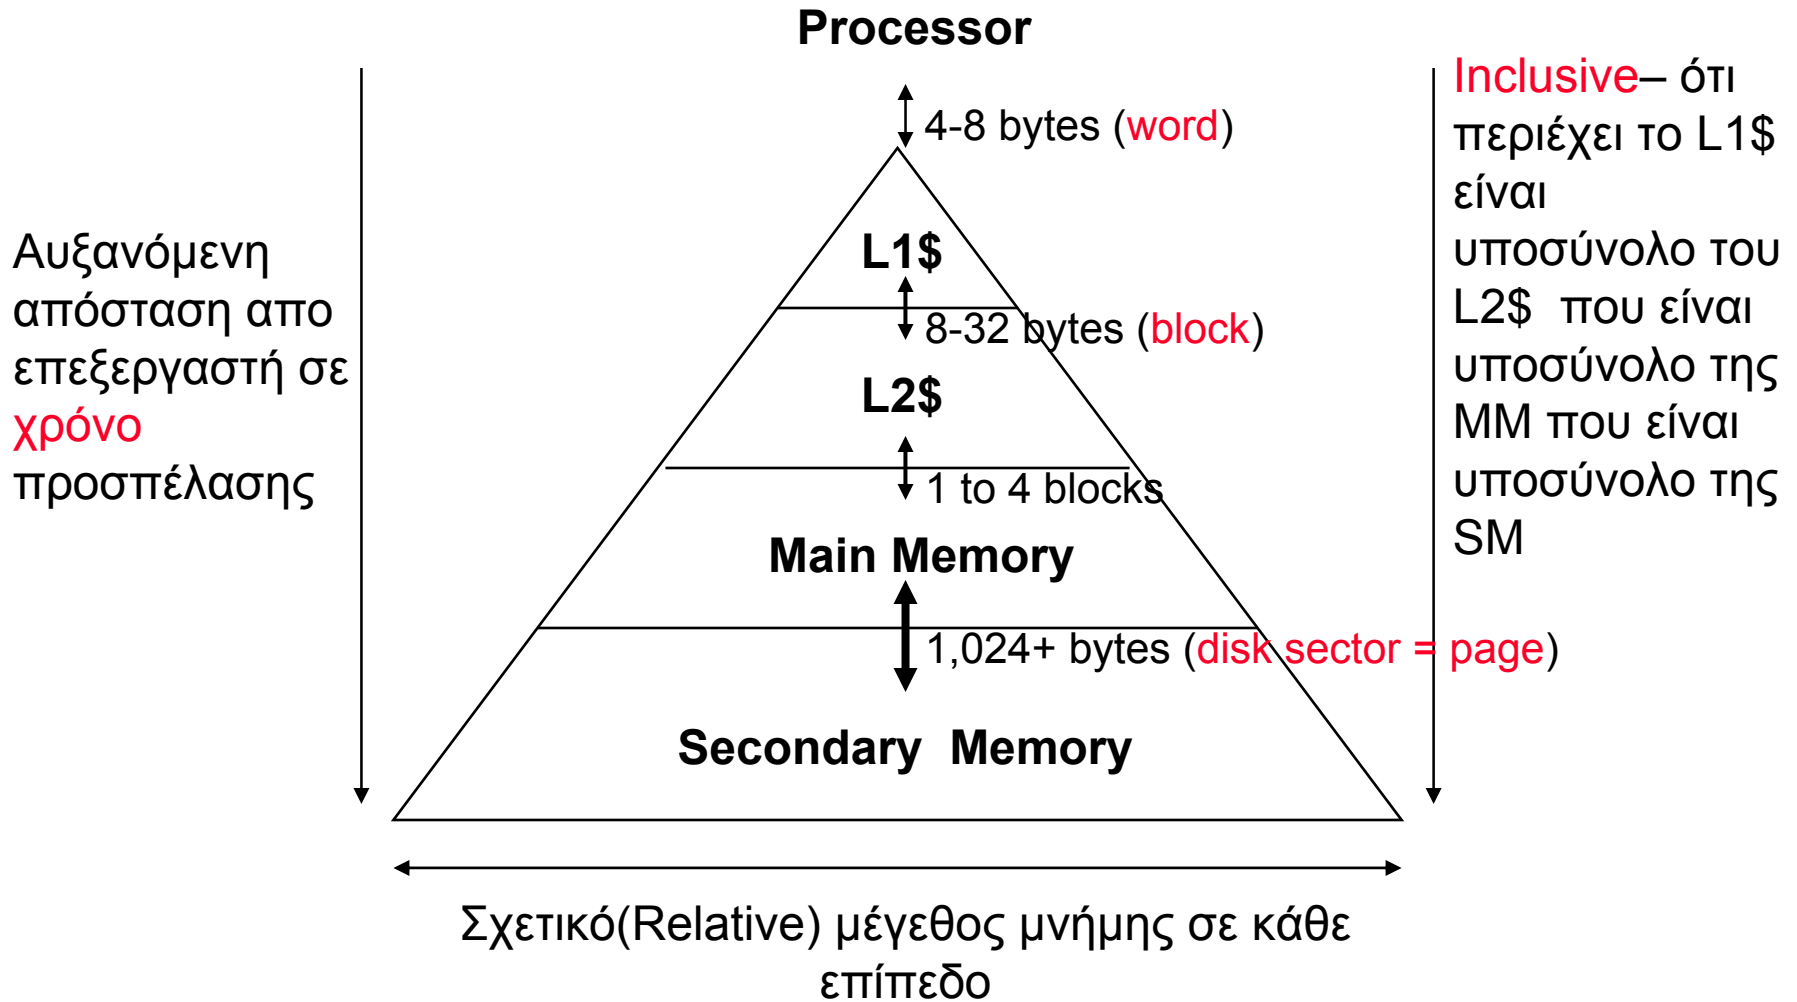 Processor
4-8 bytes (word)
L1$
8-32 bytes (block)
L2$
1 to 4 blocks
Main Memory
1,024+ bytes (disk sector = page)
Secondary Memory
Αυξανόμενη
απόσταση απο
επεξεργαστή σε
χρόνο
προσπέλασης
Inclusive– ότι
περιέχει το L1$
είναι
υποσύνολο του
L2$ που είναι
υποσύνολο της
MM που είναι
υποσύνολο της
SM
Σχετικό(Relative) μέγεθος μνήμης σε κάθε
επίπεδο